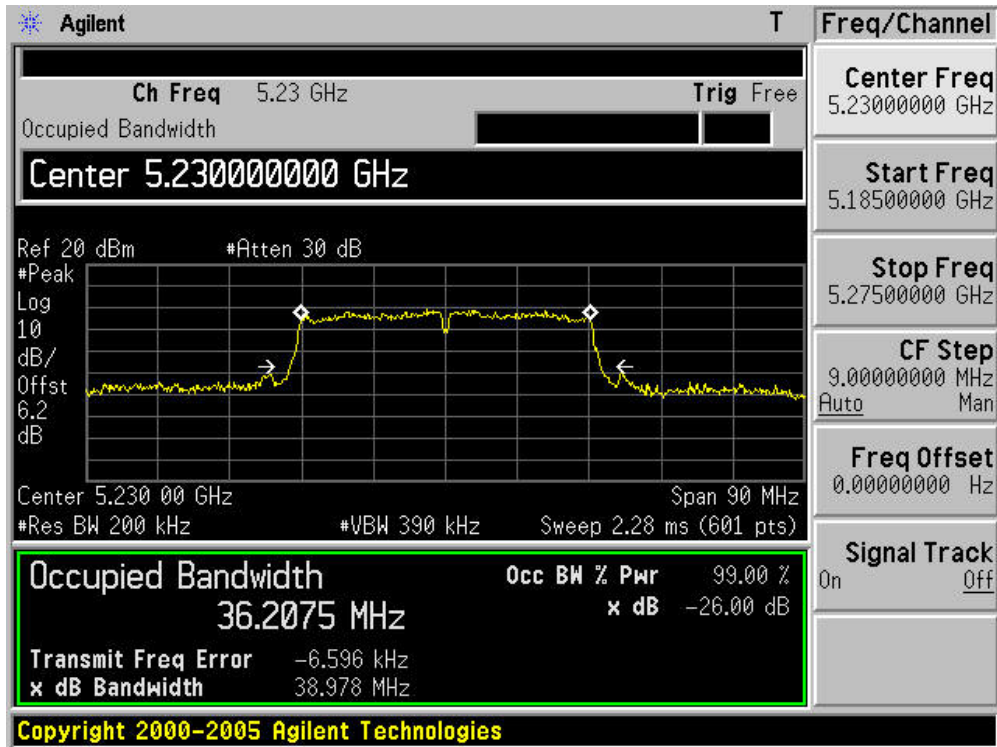 Agilent T Freq/Channel
Ch Freq 5.23 GHz Trig Free
Occupied Bandwidth
Center 5.230000000 GHz
Ref 20 dBm #Atten 30 dB
#Peak
Log
10
dB/
Offst
6.2
dB
Center 5.230 00 GHz Span 90 MHz
#Res BW 200 kHz #VBW 390 kHz Sweep 2.28 ms (601 pts)
Occupied Bandwidth
36.2075 MHz
Occ BW % Pwr 99.00 %
x dB -26.00 dB
Transmit Freq Error -6.596 kHz
x dB Bandwidth 38.978 MHz
Copyright 2000-2005 Agilent Technologies
Center Freq
5.23000000 GHz
Start Freq
5.18500000 GHz
Stop Freq
5.27500000 GHz
CF Step
9.00000000 MHz
Auto Man
Freq Offset
0.00000000 Hz
Signal Track
On Off